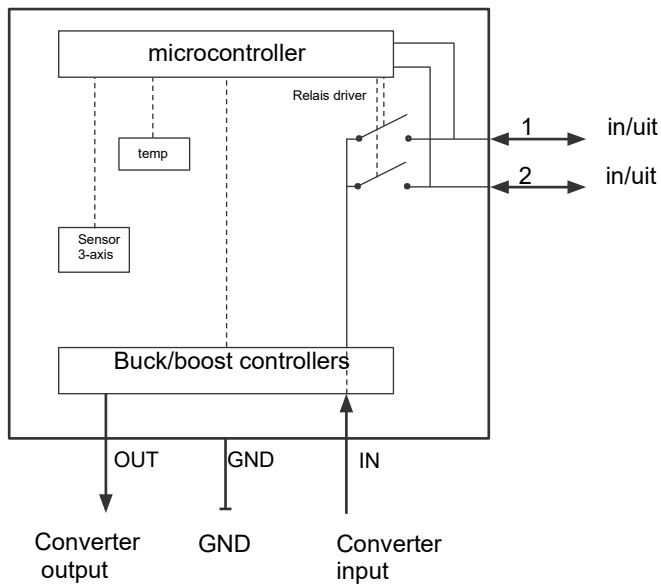 microcontroller
Relais driver
1
in/uit
temp
2
in/uit
Sensor
3-axis
Buck/boost controllers
OUT
GND
IN
Converter
output
GND
Converter
input